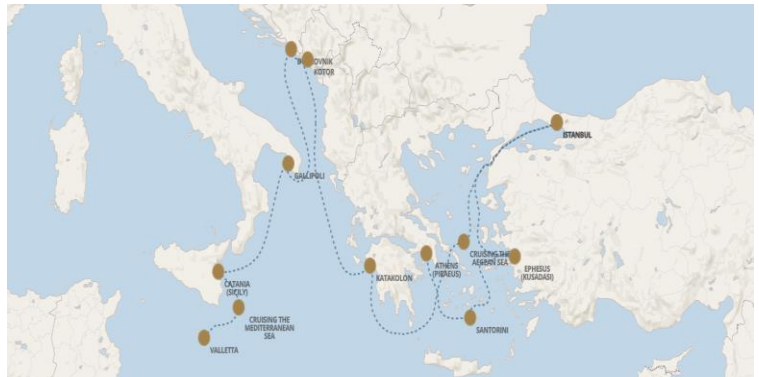 KOTOR
ISTANBUL
GALLIPOLI
CATANIA
(SICILY)
CRUISING THE
MEDITERRANEAN
SEA
VALLETTA
KATAKOLON
ATHENS
(PIRAEUS)
CRUISING THE
AEGEAN SEA
EPHESUS
(KUSADASI)
SANTORINI